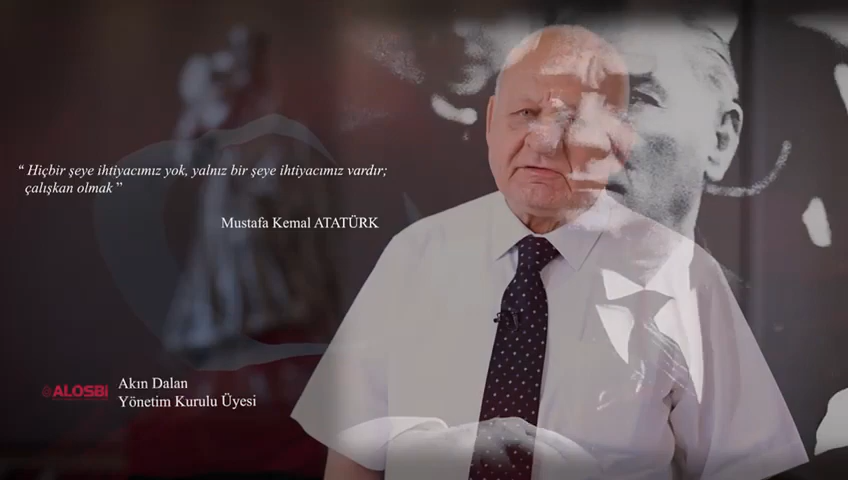 “ Hiçbir şeye ihtiyacımız yok, yalnız bir şeye ihtiyacımız vardır;
çalışkan olmak ”
Mustafa Kemal ATATÜRK
ALOSBİ
Akın Dalan
Yönetim Kurulu Üyesi